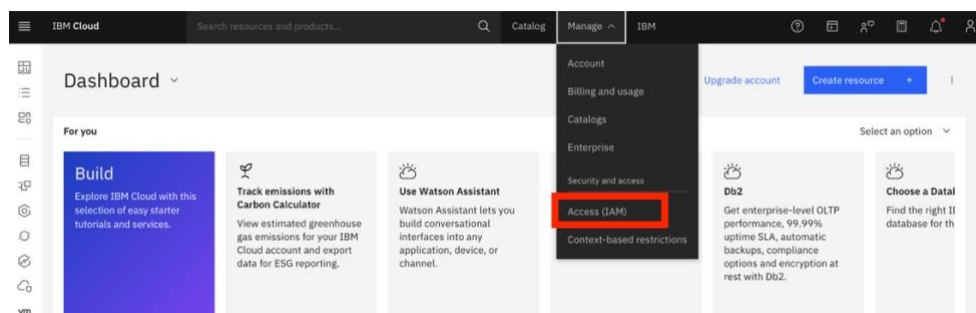 IBM Cloud
Search resources and products...
Catalog
Manage
IBM
Dashboard
Upgrade account
Create resource +
For you
Select an option
Account
Billing and usage
Catalogs
Enterprise
Security and access
Access (IAM)
Context-based restrictions
Build
Explore IBM Cloud with this
selection of easy starter
tutorials and services.
Track emissions with
Carbon Calculator
View estimated greenhouse
gas emissions for your IBM
Cloud account and export
data for ESG reporting.
Use Watson Assistant
Watson Assistant lets you
build conversational
interfaces into any
application, device, or
channel.
Db2
Get enterprise-level OLTP
performance, 99.99%
uptime SLA, automatic
backups, compliance
options and encryption at
rest with Db2.
Choose a Datal
Find the right II
database for th